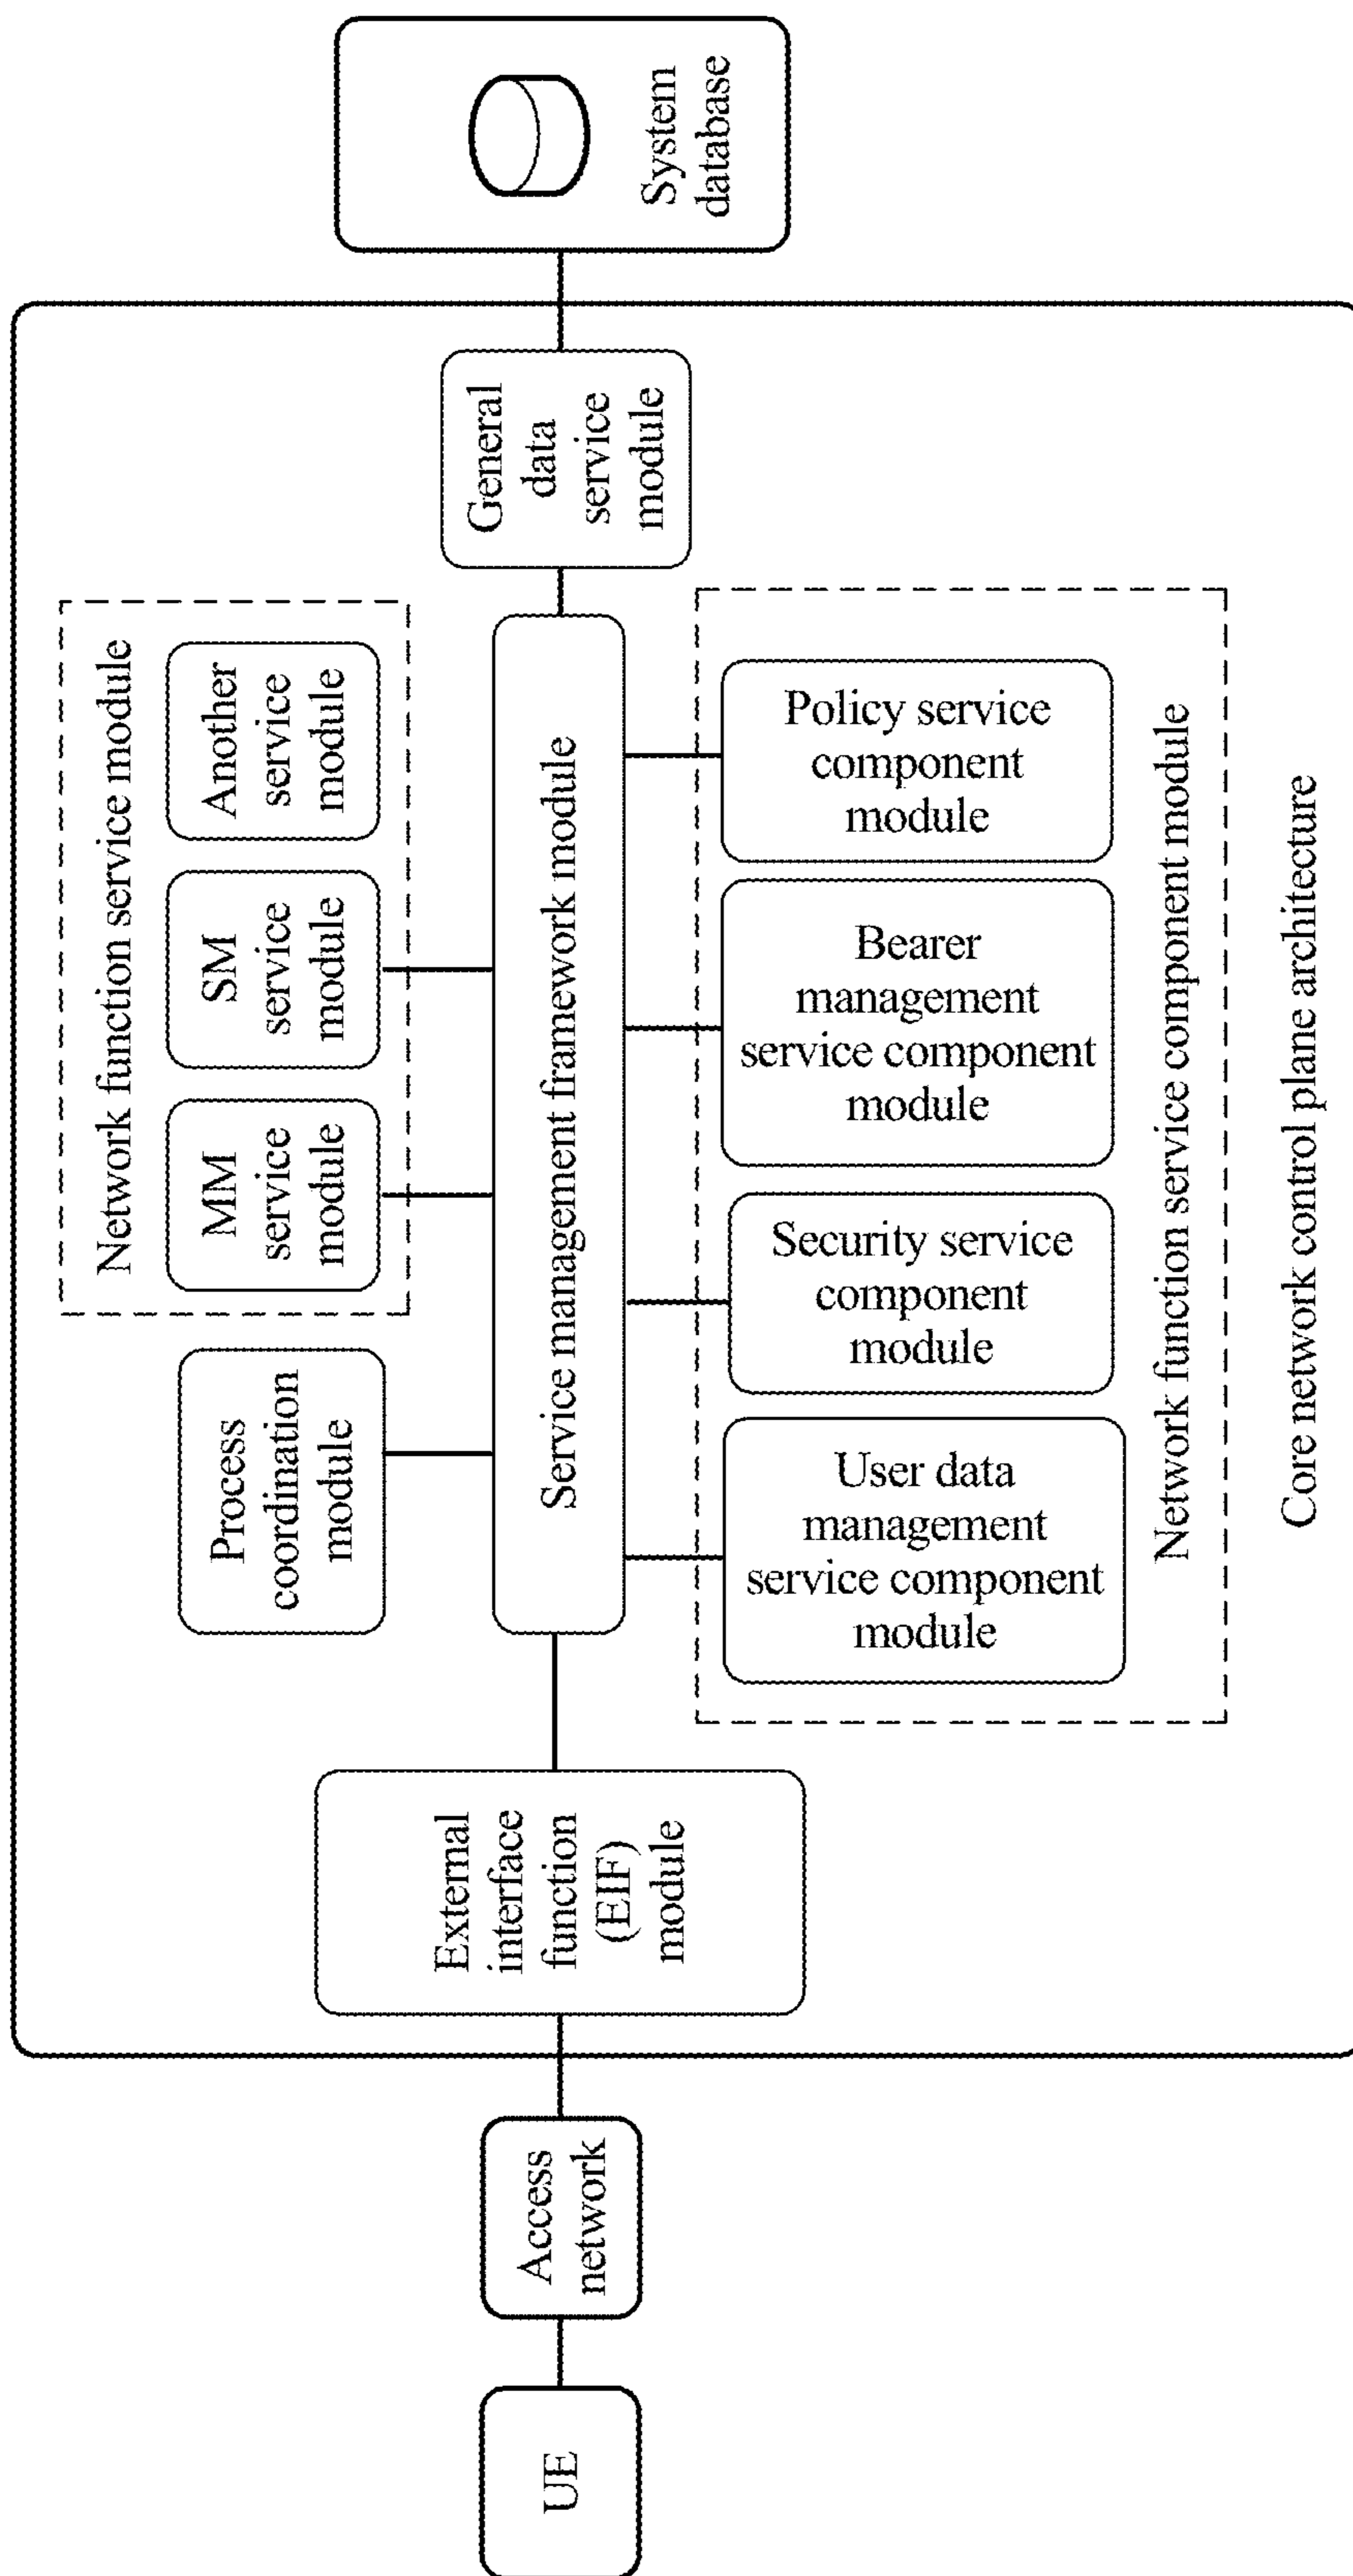 UE
Access
network
External
interface
function
(EIF)
module
Process
coordination
module
Network function service module
MM
service
module
SM
service
module
Another
service
module
Service management framework module
General
data
service
module
System
database
User data
management
service component
module
Security service
component
module
Bearer
management
service component
module
Policy service
component
module
Network function service component module
Core network control plane architecture